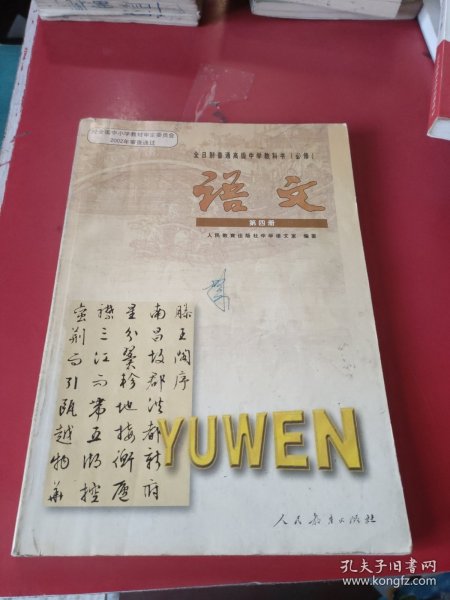 经全国中小学教材审定委员会
2002年审查通过
全日制普通高级中学教科书（必修）
语文
第四册
人民教育出版社中学语文室 编著
滕王阁序
南昌故郡洪都新府
星分翼轸地接衡庐
襟三江而带五湖控
蛮荆而引瓯越物华
YUWEN
人民教育出版社
孔夫子旧书网
www.kongfz.com